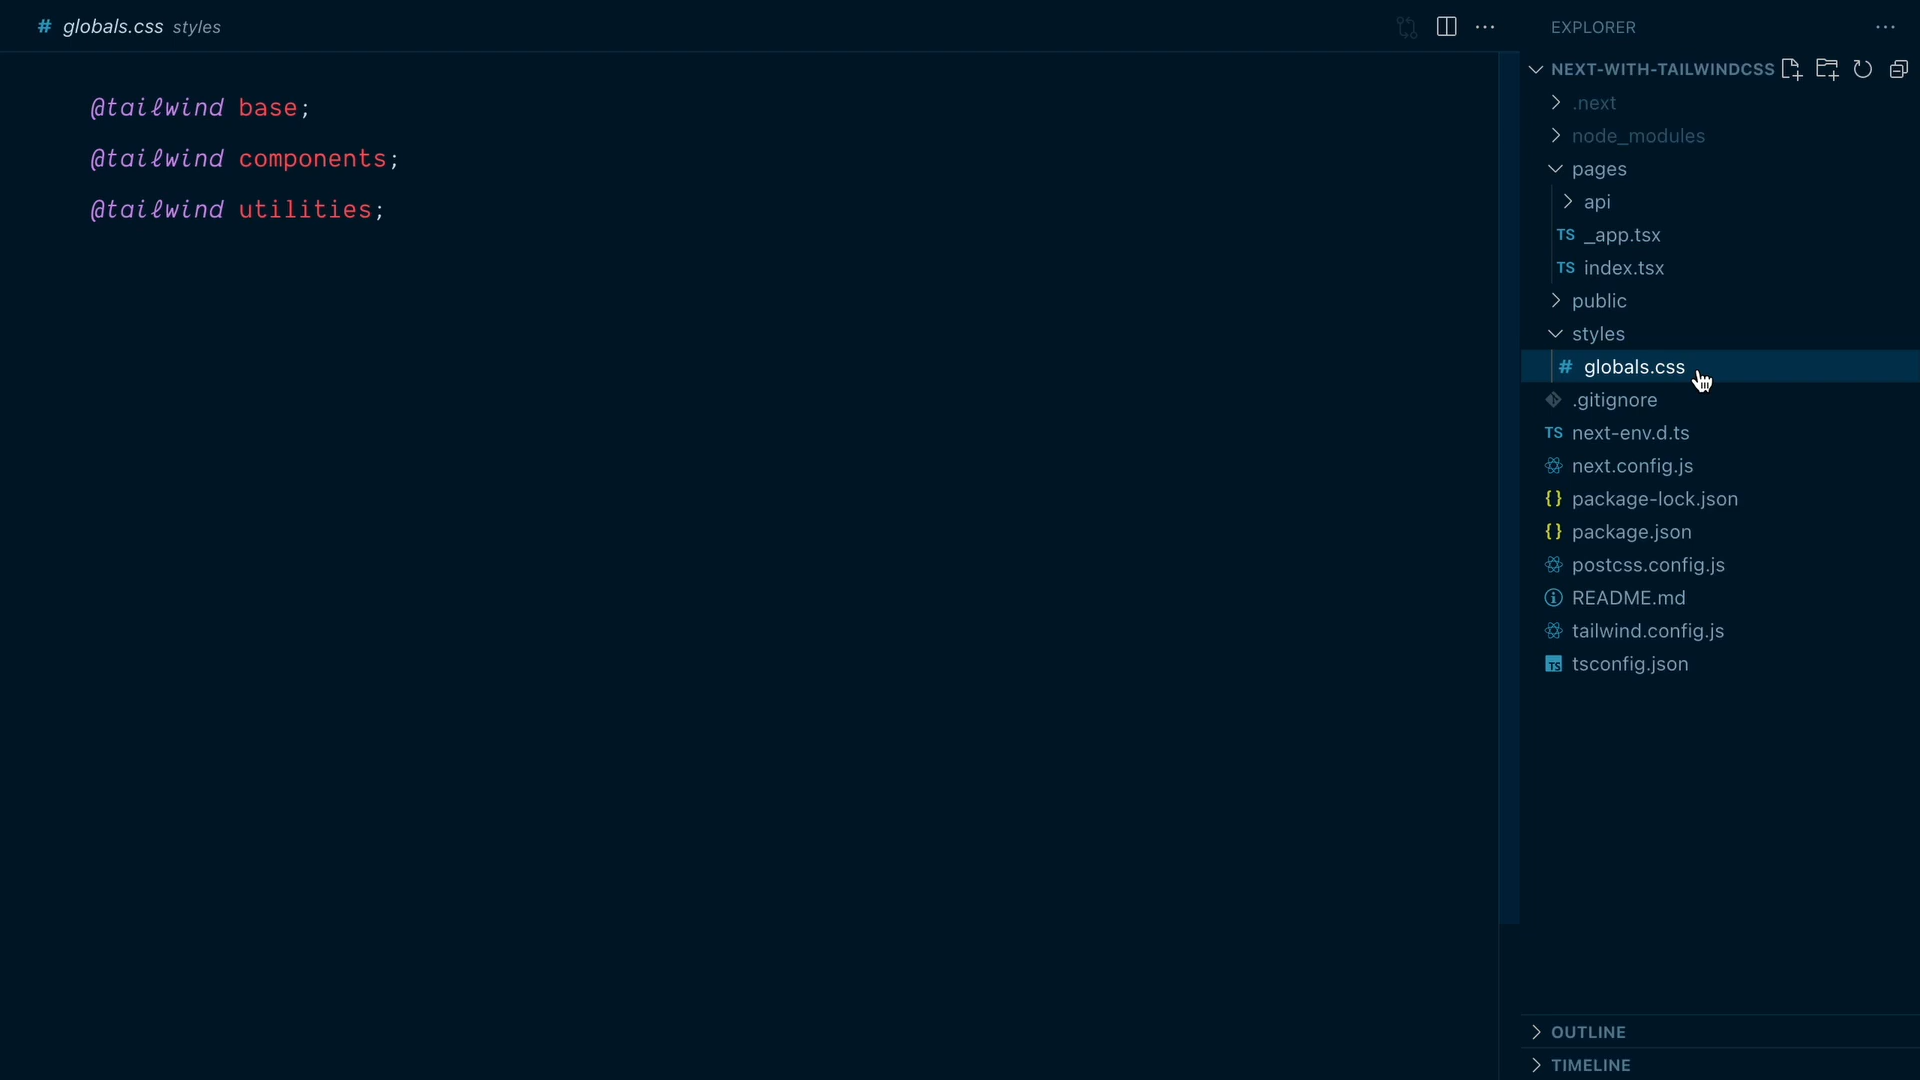 # globals.css styles
@tailwind base;
@tailwind components;
@tailwind utilities;
EXPLORER
NEXT-WITH-TAILWINDCSS
.next
node_modules
pages
api
TS _app.tsx
TS index.tsx
public
styles
# globals.css
.gitignore
TS next-env.d.ts
next.config.js
{} package-lock.json
{} package.json
postcss.config.js
README.md
tailwind.config.js
TS tsconfig.json
OUTLINE
TIMELINE